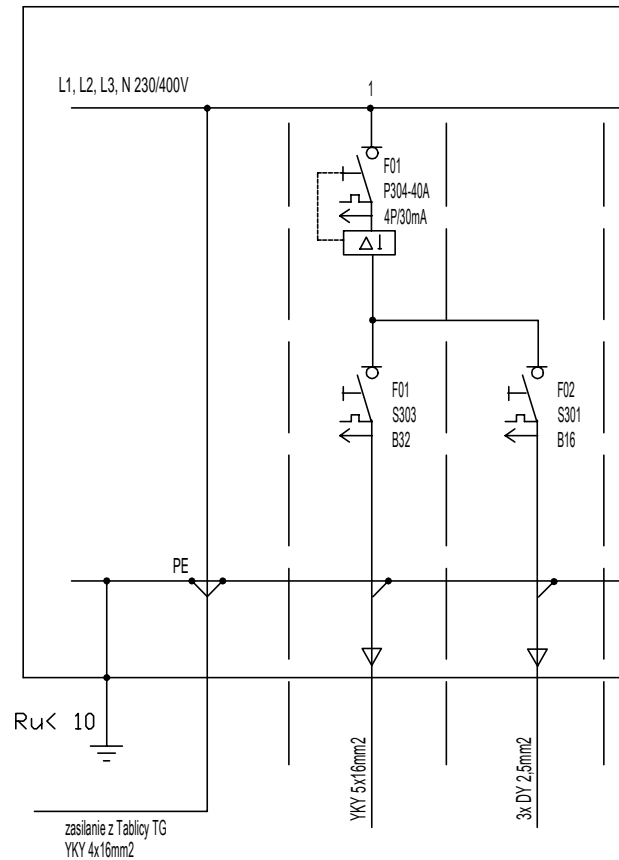 L1, L2, L3, N 230/400V
1
F01
P304-40A
4P/30mA
F01
S303
B32
F02
S301
B16
PE
Ru< 10
YKY 5x16mm2
3x DY 2,5mm2
zasilanie z Tablicy TG
YKY 4x16mm2